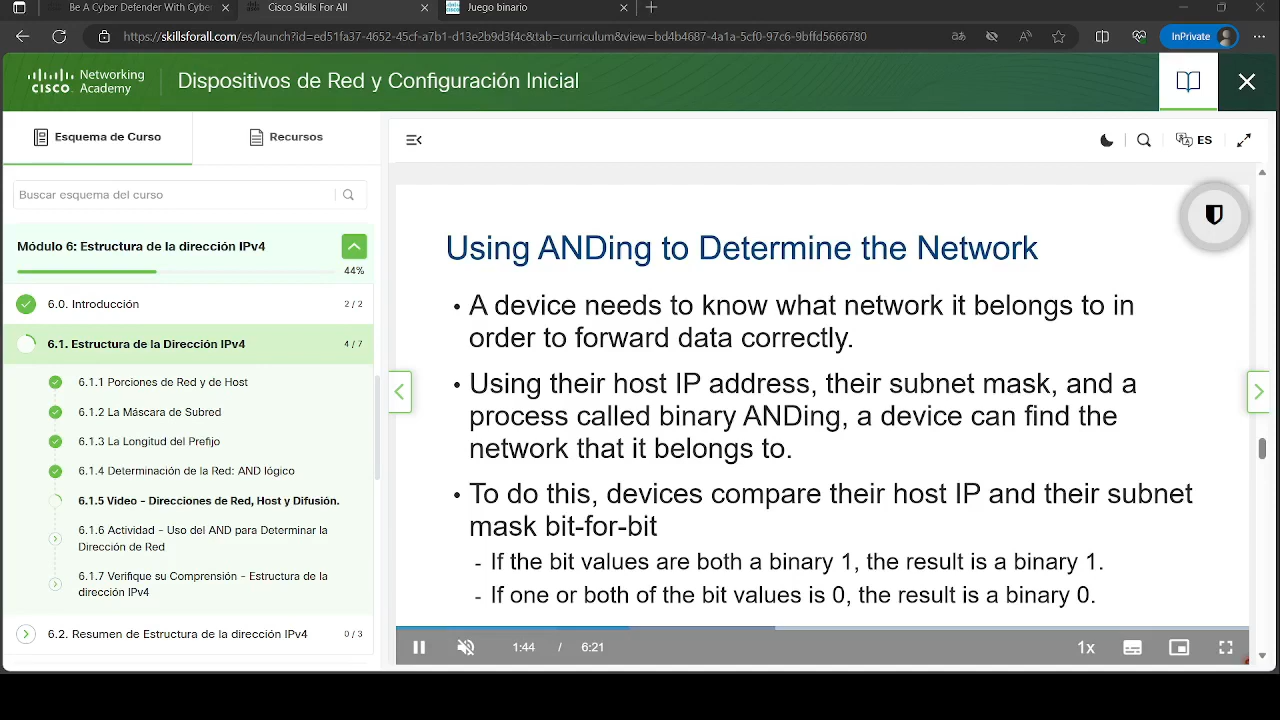 Be A Cyber Defender With Cyber
Cisco Skills For All
Juego binario
https://skillsforall.com/es/launch?id=ed51fa37-4652-45cf-a7b1-d13e2b9d3f4c&tab=curriculum&view=bd4b4687-4a1a-5cf0-97c6-9bffd5666780
InPrivate
CISCO
Networking
Academy
Dispositivos de Red y Configuración Inicial
Esquema de Curso
Recursos
ES
Buscar esquema del curso
Módulo 6: Estructura de la dirección IPv4
44%
6.0. Introducción 2 / 2
6.1. Estructura de la Dirección IPv4 4 / 7
6.1.1 Porciones de Red y de Host
6.1.2 La Máscara de Subred
6.1.3 La Longitud del Prefijo
6.1.4 Determinación de la Red: AND lógico
6.1.5 Video - Direcciones de Red, Host y Difusión.
6.1.6 Actividad - Uso del AND para Determinar la
Dirección de Red
6.1.7 Verifique su Comprensión - Estructura de la
dirección IPv4
6.2. Resumen de Estructura de la dirección IPv4 0 / 3
Using ANDing to Determine the Network
• A device needs to know what network it belongs to in
order to forward data correctly.
• Using their host IP address, their subnet mask, and a
process called binary ANDing, a device can find the
network that it belongs to.
• To do this, devices compare their host IP and their subnet
mask bit-for-bit
- If the bit values are both a binary 1, the result is a binary 1.
- If one or both of the bit values is 0, the result is a binary 0.
1:44 / 6:21
1x